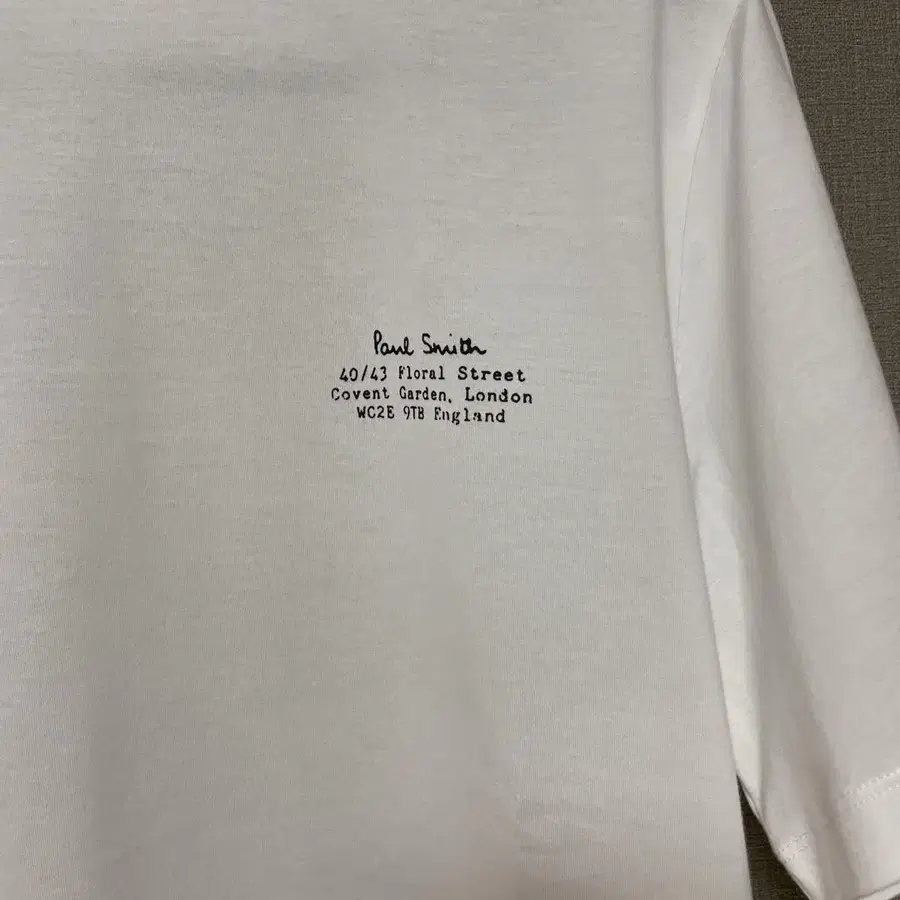 Paul Smith
40/43 Floral Street
Covent Garden, London
WC2E 9TB England